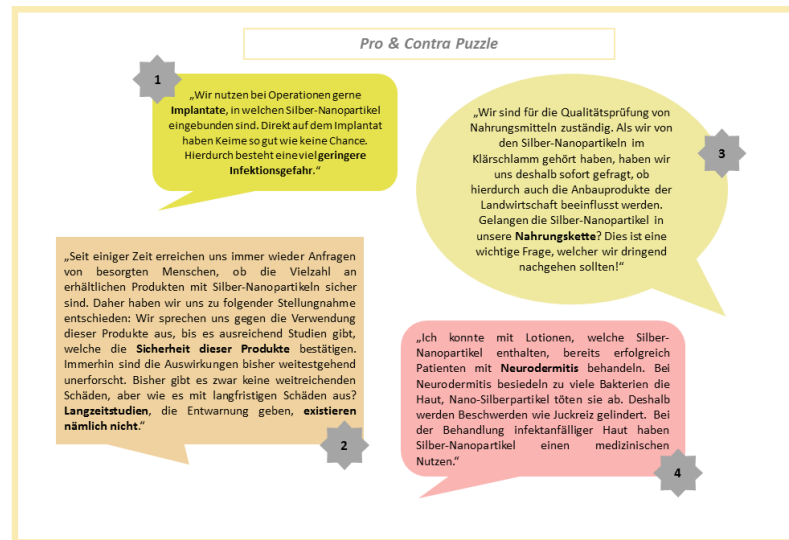 Pro & Contra Puzzle
1
„Wir nutzen bei Operationen gerne
Implantate, in welchen Silber-Nanopartikel
eingebunden sind. Direkt auf dem Implantat
haben Keime so gut wie keine Chance.
Hierdurch besteht eine viel geringere
Infektionsgefahr.“
„Seit einiger Zeit erreichen uns immer wieder Anfragen
von besorgten Menschen, ob die Vielzahl an
erhältlichen Produkten mit Silber-Nanopartikeln sicher
sind. Daher haben wir uns zu folgender Stellungnahme
entschieden: Wir sprechen uns gegen die Verwendung
dieser Produkte aus, bis es ausreichend Studien gibt,
welche die Sicherheit dieser Produkte bestätigen.
Immerhin sind die Auswirkungen bisher weitestgehend
unerforscht. Bisher gibt es zwar keine weitreichenden
Schäden, aber wie es mit langfristigen Schäden aus?
Langzeitstudien, die Entwarnung geben, existieren
nämlich nicht.“
2
„Wir sind für die Qualitätsprüfung von
Nahrungsmitteln zuständig. Als wir von
den Silber-Nanopartikeln im
Klärschlamm gehört haben, haben wir
uns deshalb sofort gefragt, ob
hierdurch auch die Anbauprodukte der
Landwirtschaft beeinflusst werden.
Gelangen die Silber-Nanopartikel in
unsere Nahrungskette? Dies ist eine
wichtige Frage, welcher wir dringend
nachgehen sollten!“
3
„Ich konnte mit Lotionen, welche Silber-
Nanopartikel enthalten, bereits erfolgreich
Patienten mit Neurodermitis behandeln. Bei
Neurodermitis besiedeln zu viele Bakterien die
Haut, Nano-Silberpartikel töten sie ab. Deshalb
werden Beschwerden wie Juckreiz gelindert. Bei
der Behandlung infektanfälliger Haut haben
Silber-Nanopartikel einen medizinischen
Nutzen.“
4